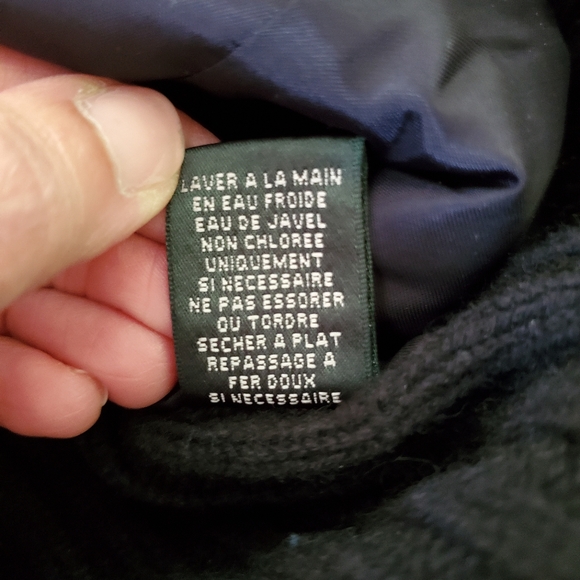 LAVER A LA MAIN
EN EAU FROIDE
EAU DE JAVEL
NON CHLOREE
UNIQUEMENT
SI NECESSAIRE
NE PAS ESSORER
OU TORDRE
SECHER A PLAT
REPASSAGE A
FER DOUX
SI NECESSAIRE